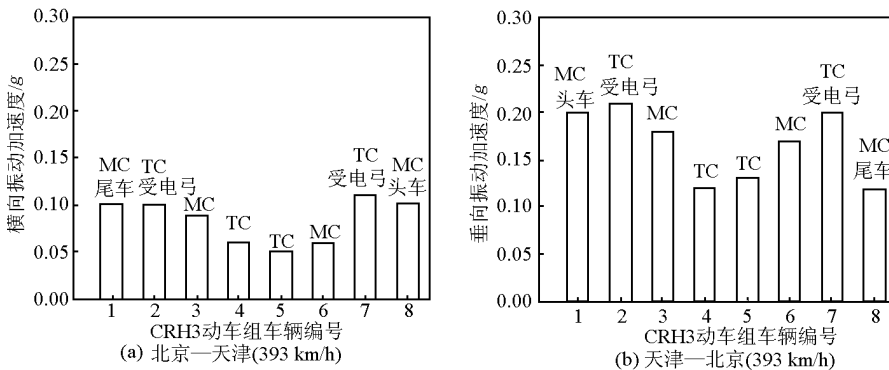 横向振动加速度/g
0.30
0.25
0.20
0.15
0.10
0.05
0.00
MC
尾车
TC
受电弓
MC
TC
TC
MC
TC
受电弓
MC
头车
1 2 3 4 5 6 7 8
CRH3动车组车辆编号
(a) 北京—天津(393 km/h)
垂向振动加速度/g
0.30
0.25
0.20
0.15
0.10
0.05
0.00
MC
头车
TC
受电弓
MC
TC
TC
MC
TC
受电弓
MC
尾车
1 2 3 4 5 6 7 8
CRH3动车组车辆编号
(b) 天津—北京(393 km/h)